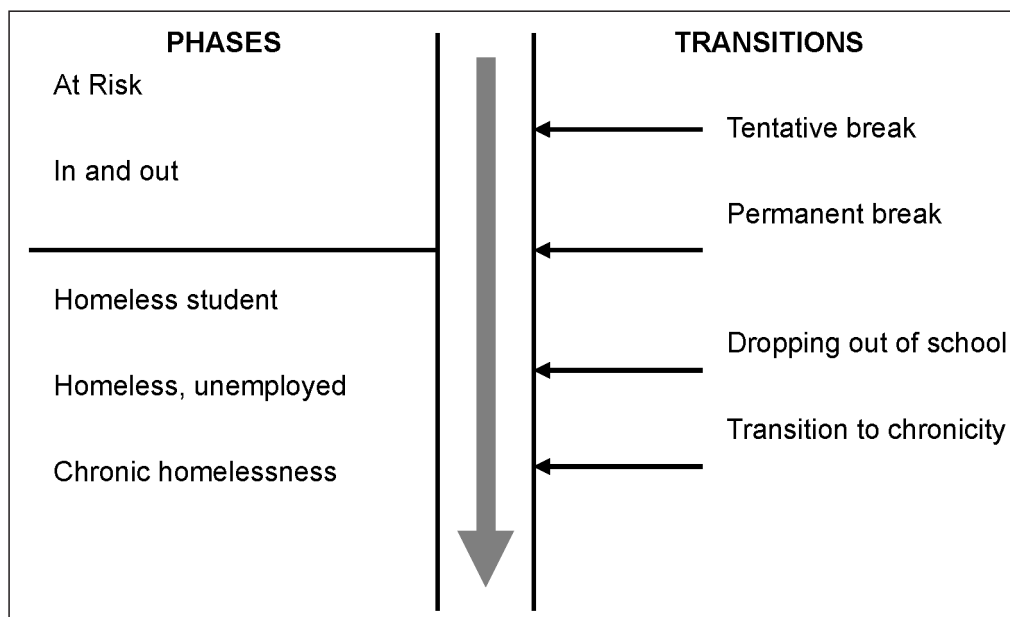 PHASES
At Risk
In and out
Homeless student
Homeless, unemployed
Chronic homelessness
TRANSITIONS
Tentative break
Permanent break
Dropping out of school
Transition to chronicity